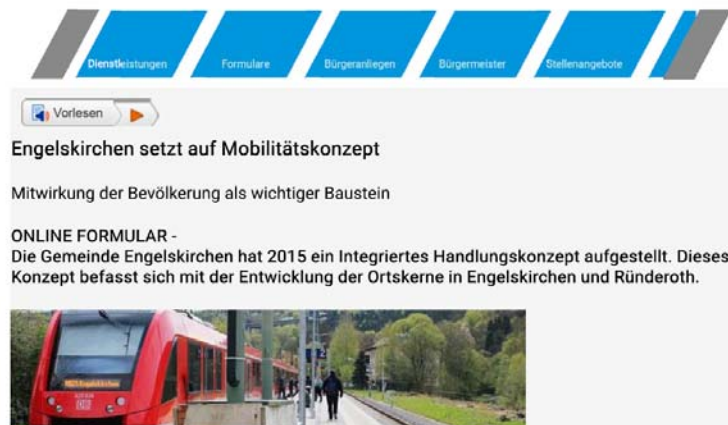 Dienstleistungen
Formulare
Bürgeranliegen
Bürgermeister
Stellenangebote
Vorlesen
Engelskirchen setzt auf Mobilitätskonzept
Mitwirkung der Bevölkerung als wichtiger Baustein
ONLINE FORMULAR -
Die Gemeinde Engelskirchen hat 2015 ein Integriertes Handlungskonzept aufgestellt. Dieses
Konzept befasst sich mit der Entwicklung der Ortskerne in Engelskirchen und Ründeroth.